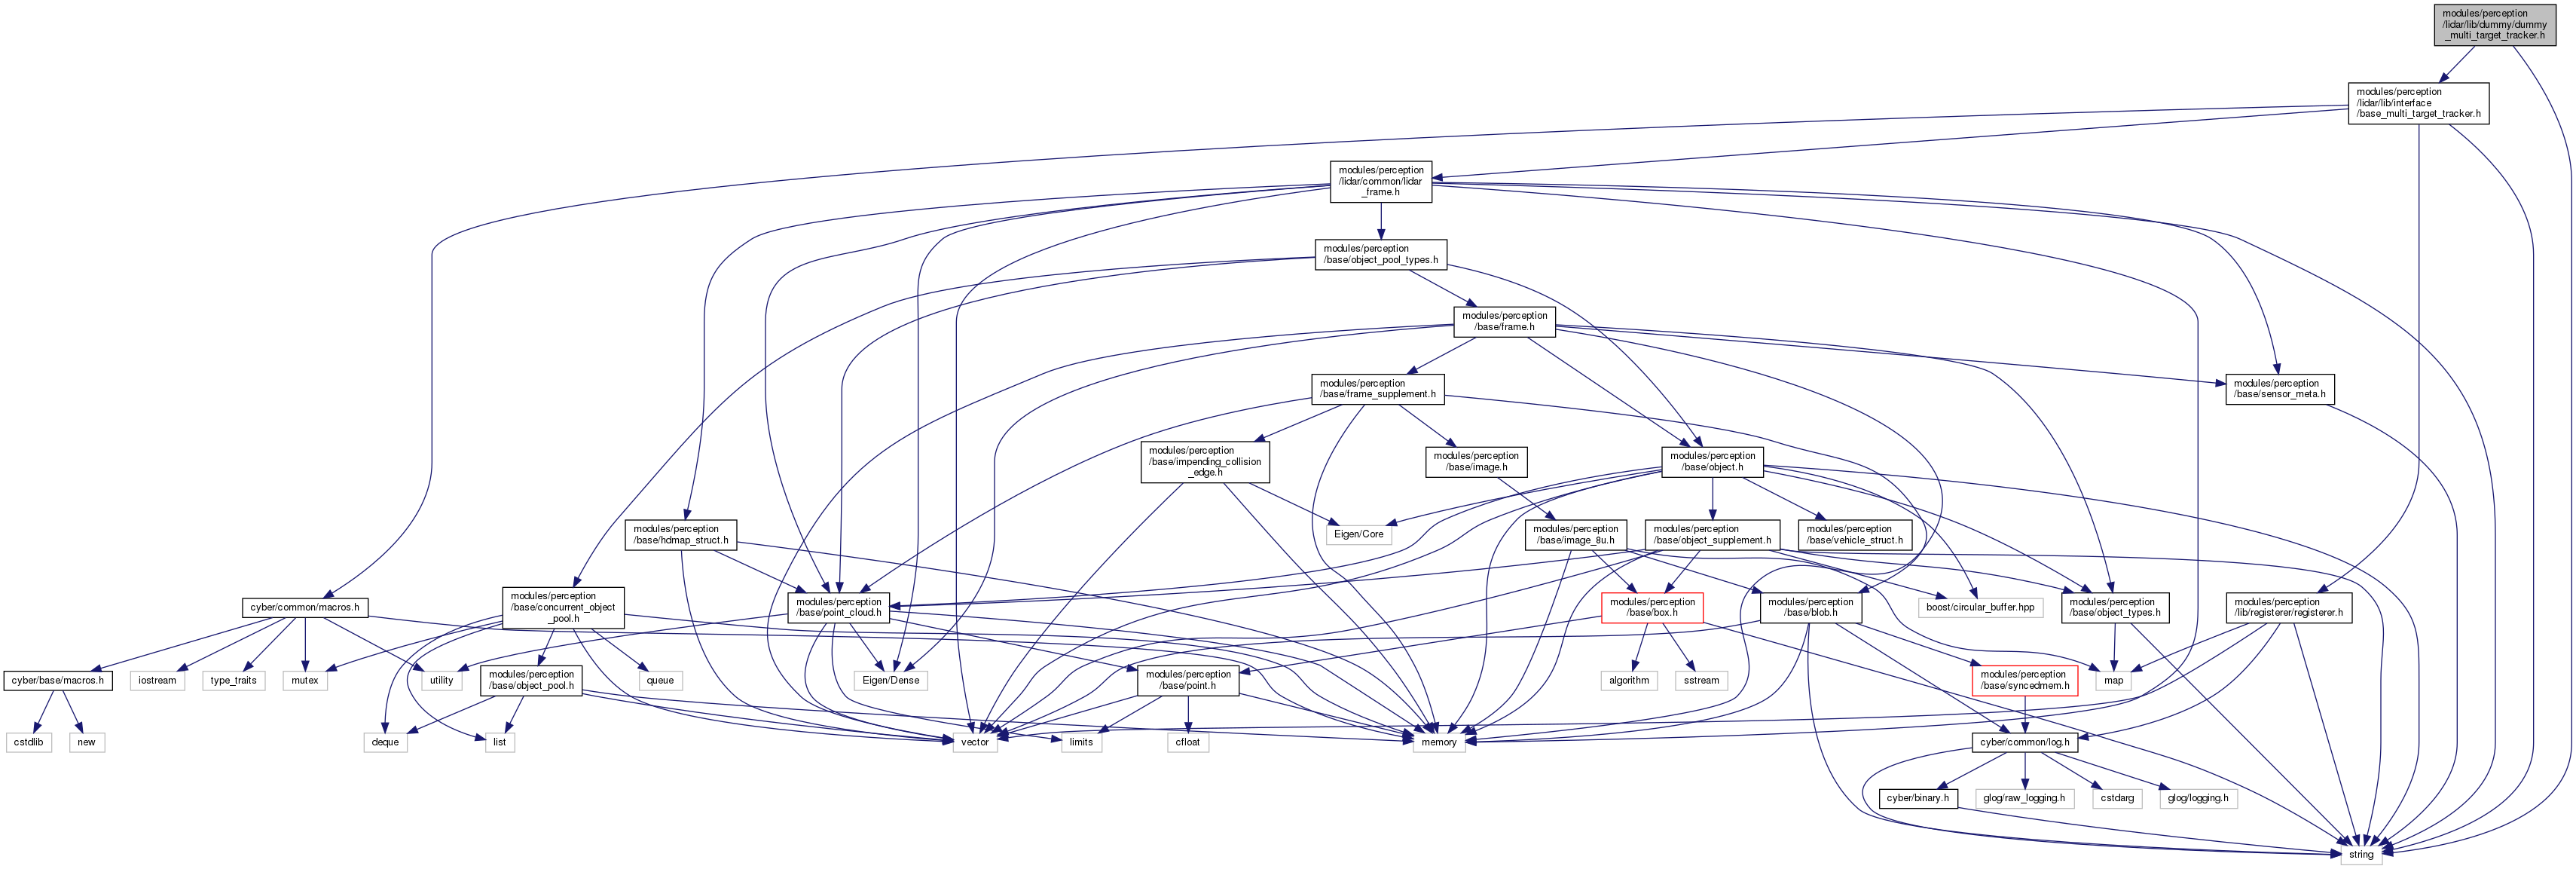 modules/perception
/lidar/lib/dummy/dummy
_multi_target_tracker.h
modules/perception
/lidar/lib/interface
/base_multi_target_tracker.h
modules/perception
/lidar/common/lidar
_frame.h
modules/perception
/base/object_pool_types.h
modules/perception
/base/frame.h
modules/perception
/base/frame_supplement.h
modules/perception
/base/sensor_meta.h
modules/perception
/base/impending_collision
_edge.h
modules/perception
/base/image.h
modules/perception
/base/object.h
modules/perception
/base/hdmap_struct.h
Eigen/Core
modules/perception
/base/image_8u.h
modules/perception
/base/object_supplement.h
modules/perception
/base/vehicle_struct.h
cyber/common/macros.h
modules/perception
/base/concurrent_object
_pool.h
modules/perception
/base/point_cloud.h
modules/perception
/base/box.h
modules/perception
/base/blob.h
boost/circular_buffer.hpp
modules/perception
/base/object_types.h
modules/perception
/lib/registerer/registerer.h
cyber/base/macros.h
iostream
type_traits
mutex
utility
modules/perception
/base/object_pool.h
queue
Eigen/Dense
modules/perception
/base/point.h
algorithm
sstream
modules/perception
/base/syncedmem.h
map
cstdlib
new
deque
list
vector
limits
cfloat
memory
cyber/common/log.h
cyber/binary.h
glog/raw_logging.h
cstdarg
glog/logging.h
string